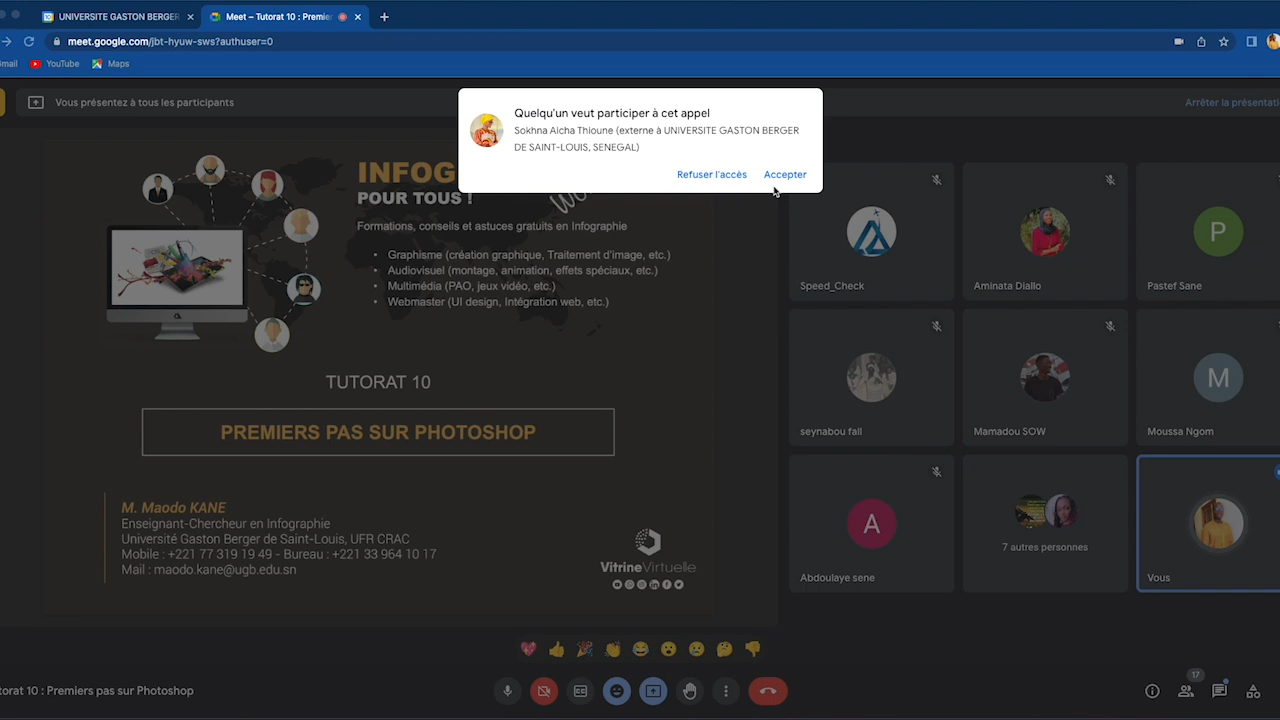 UNIVERSITE GASTON BERGER
Meet – Tutorat 10 : Premier
meet.google.com/jbt-hyuw-sws?authuser=0
mail
YouTube
Maps
Vous présentez à tous les participants
Arrêter la présentati
Quelqu'un veut participer à cet appel
Sokhna Aicha Thioune (externe à UNIVERSITE GASTON BERGER
DE SAINT-LOUIS, SENEGAL)
Refuser l'accès
Accepter
INFOG
POUR TOUS !
Formations, conseils et astuces gratuits en Infographie
• Graphisme (création graphique, Traitement d'image, etc.)
• Audiovisuel (montage, animation, effets spéciaux, etc.)
• Multimédia (PAO, jeux vidéo, etc.)
• Webmaster (UI design, Intégration web, etc.)
TUTORAT 10
PREMIERS PAS SUR PHOTOSHOP
M. Maodo KANE
Enseignant-Chercheur en Infographie
Université Gaston Berger de Saint-Louis, UFR CRAC
Mobile : +221 77 319 19 49 - Bureau : +221 33 964 10 17
Mail : maodo.kane@ugb.edu.sn
VitrineVirtuelle
Speed_Check
Aminata Diallo
P
Pastef Sane
seynabou fall
Mamadou SOW
M
Moussa Ngom
A
Abdoulaye sene
7 autres personnes
Vous
torat 10 : Premiers pas sur Photoshop
CC
17